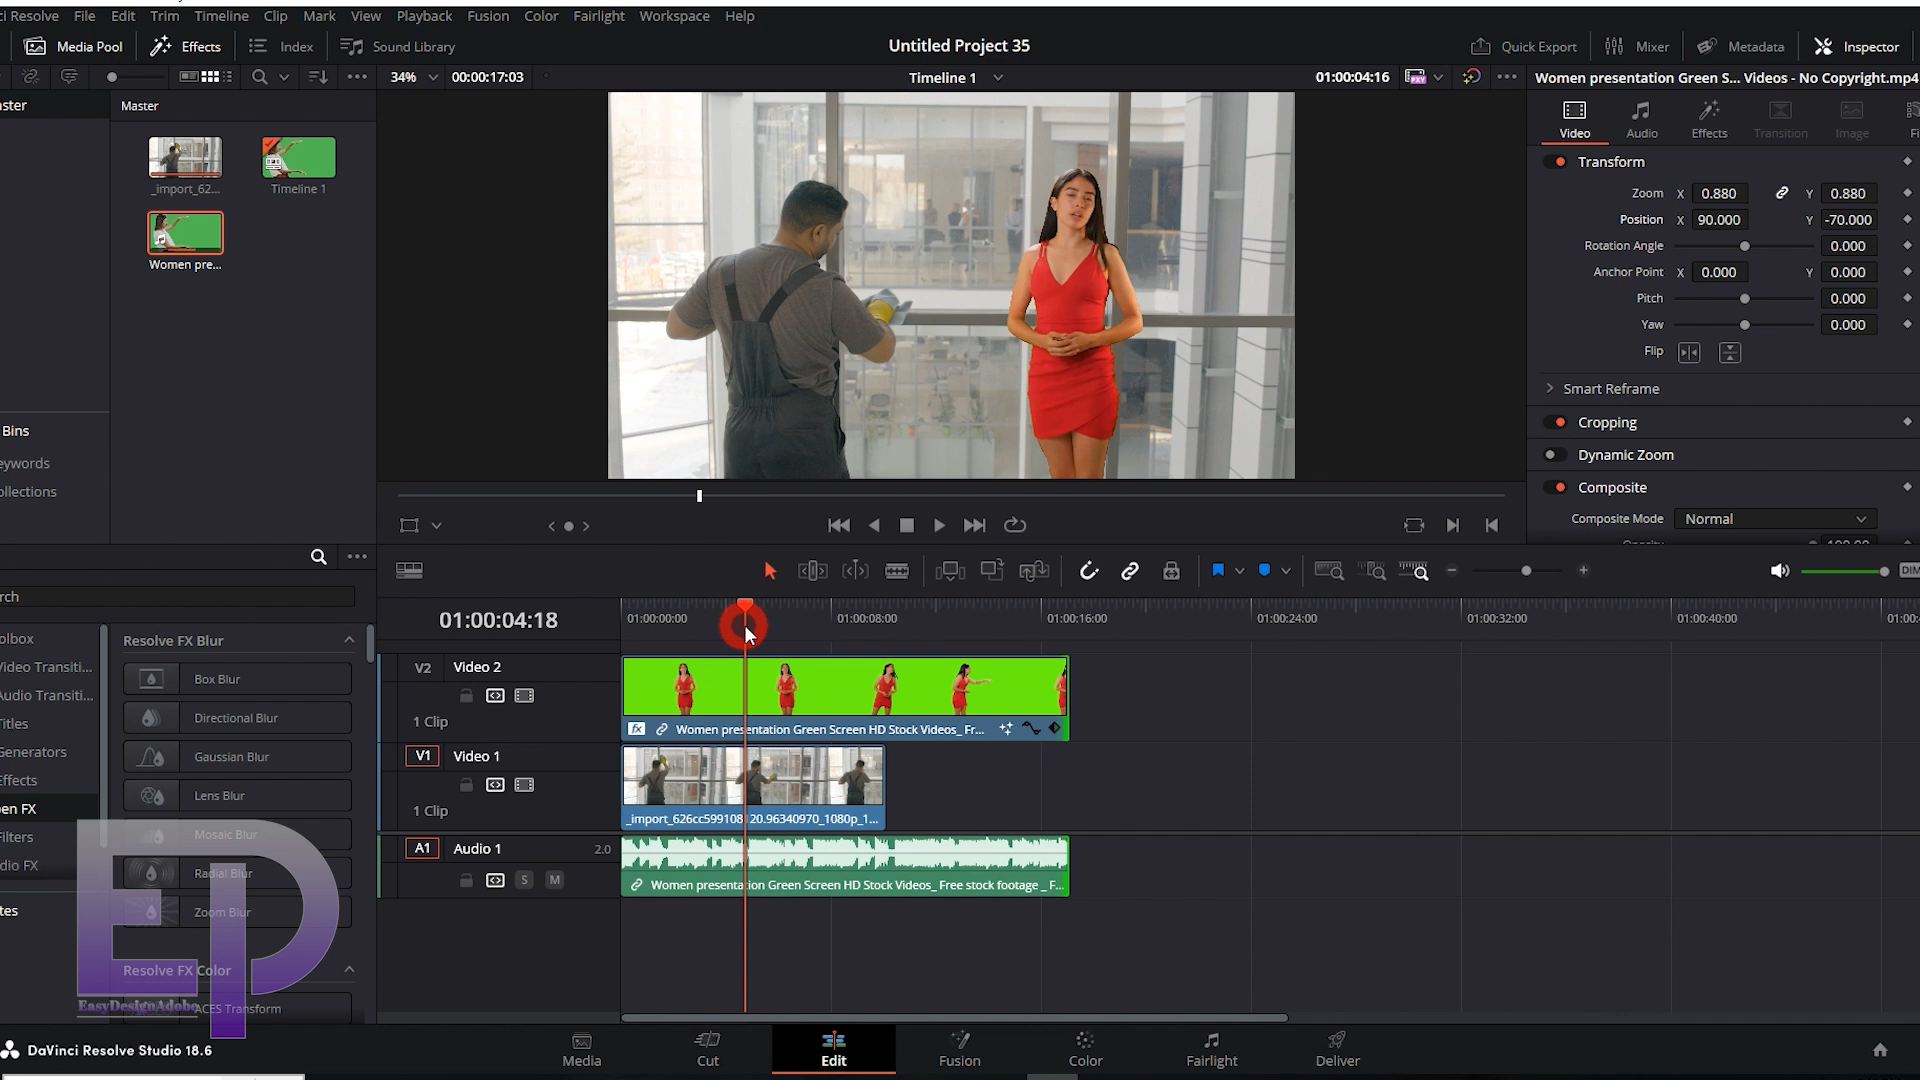 ci Resolve File Edit Trim Timeline Clip Mark View Playback Fusion Color Fairlight Workspace Help
Media Pool Effects Index Sound Library Untitled Project 35 Quick Export Mixer Metadata Inspector
34% 00:00:17:03 Timeline 1 01:00:04:16 PXY Women presentation Green S... Videos - No Copyright.mp4
aster Master
Video Audio Effects Transition Image Fi
Transform
_import_62... Timeline 1
Zoom X 0.880 Y 0.880
Position X 90.000 Y -70.000
Rotation Angle 0.000
Women pre...
Anchor Point X 0.000 Y 0.000
Pitch 0.000
Yaw 0.000
Flip
Smart Reframe
Cropping
Bins
Dynamic Zoom
eywords
ollections
Composite
Composite Mode Normal
rch
DIM
01:00:04:18 01:00:00:00 01:00:08:00 01:00:16:00 01:00:24:00 01:00:32:00 01:00:40:00 01:00:4
olbox Resolve FX Blur
V2 Video 2
ideo Transiti... Box Blur
udio Transiti... Directional Blur
1 Clip
fx Women presentation Green Screen HD Stock Videos_ Fr...
itles
enerators Gaussian Blur
V1 Video 1
ffects
Lens Blur
en FX
1 Clip
_import_626cc599108120.96340970_1080p_1...
ilters Mosaic Blur
A1 Audio 1 2.0
dio FX Radial Blur
S M
Women presentation Green Screen HD Stock Videos_ Free stock footage _ F...
tes Zoom Blur
Resolve FX Color
EP
EasyDesignAdobe
ACES Transform
DaVinci Resolve Studio 18.6
Media Cut Edit Fusion Color Fairlight Deliver